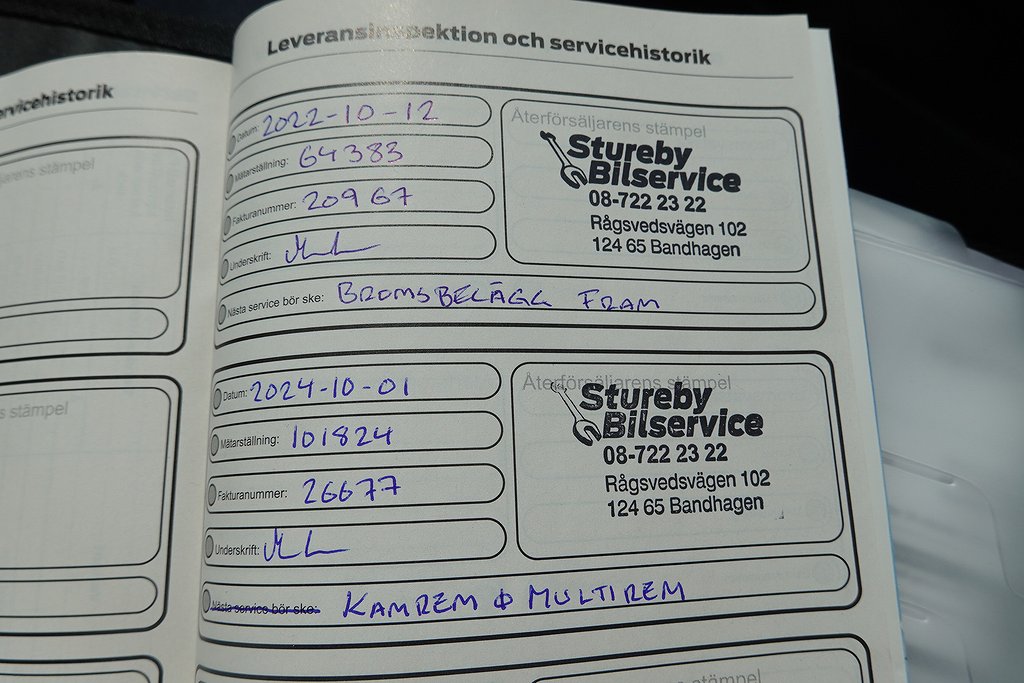 ervicehistorik
jarens stämpel
s stämpel
Leveransinspektion och servicehistorik
Datum: 2022-10-12
Mätarställning: 64383
Fakturanummer: 20967
Underskrift:
Nästa service bör ske: BROMSBELÄGG FRAM
Återförsäljarens stämpel
Stureby
Bilservice
08-722 23 22
Rågsvedsvägen 102
124 65 Bandhagen
Datum: 2024-10-01
Mätarställning: 101824
Fakturanummer: 26677
Underskrift:
Nästa service bör ske: KAMREM Φ MULTIREM
Återförsäljarens stämpel
Stureby
Bilservice
08-722 23 22
Rågsvedsvägen 102
124 65 Bandhagen